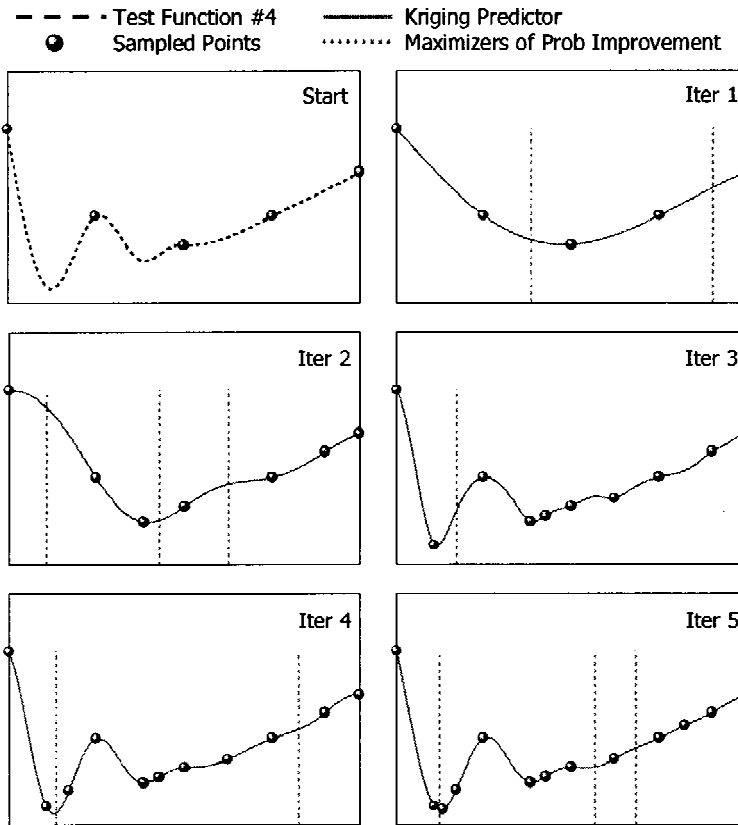 Test Function #4
Kriging Predictor
Sampled Points
Maximizers of Prob Improvement
Start
Iter 1
Iter 2
Iter 3
Iter 4
Iter 5